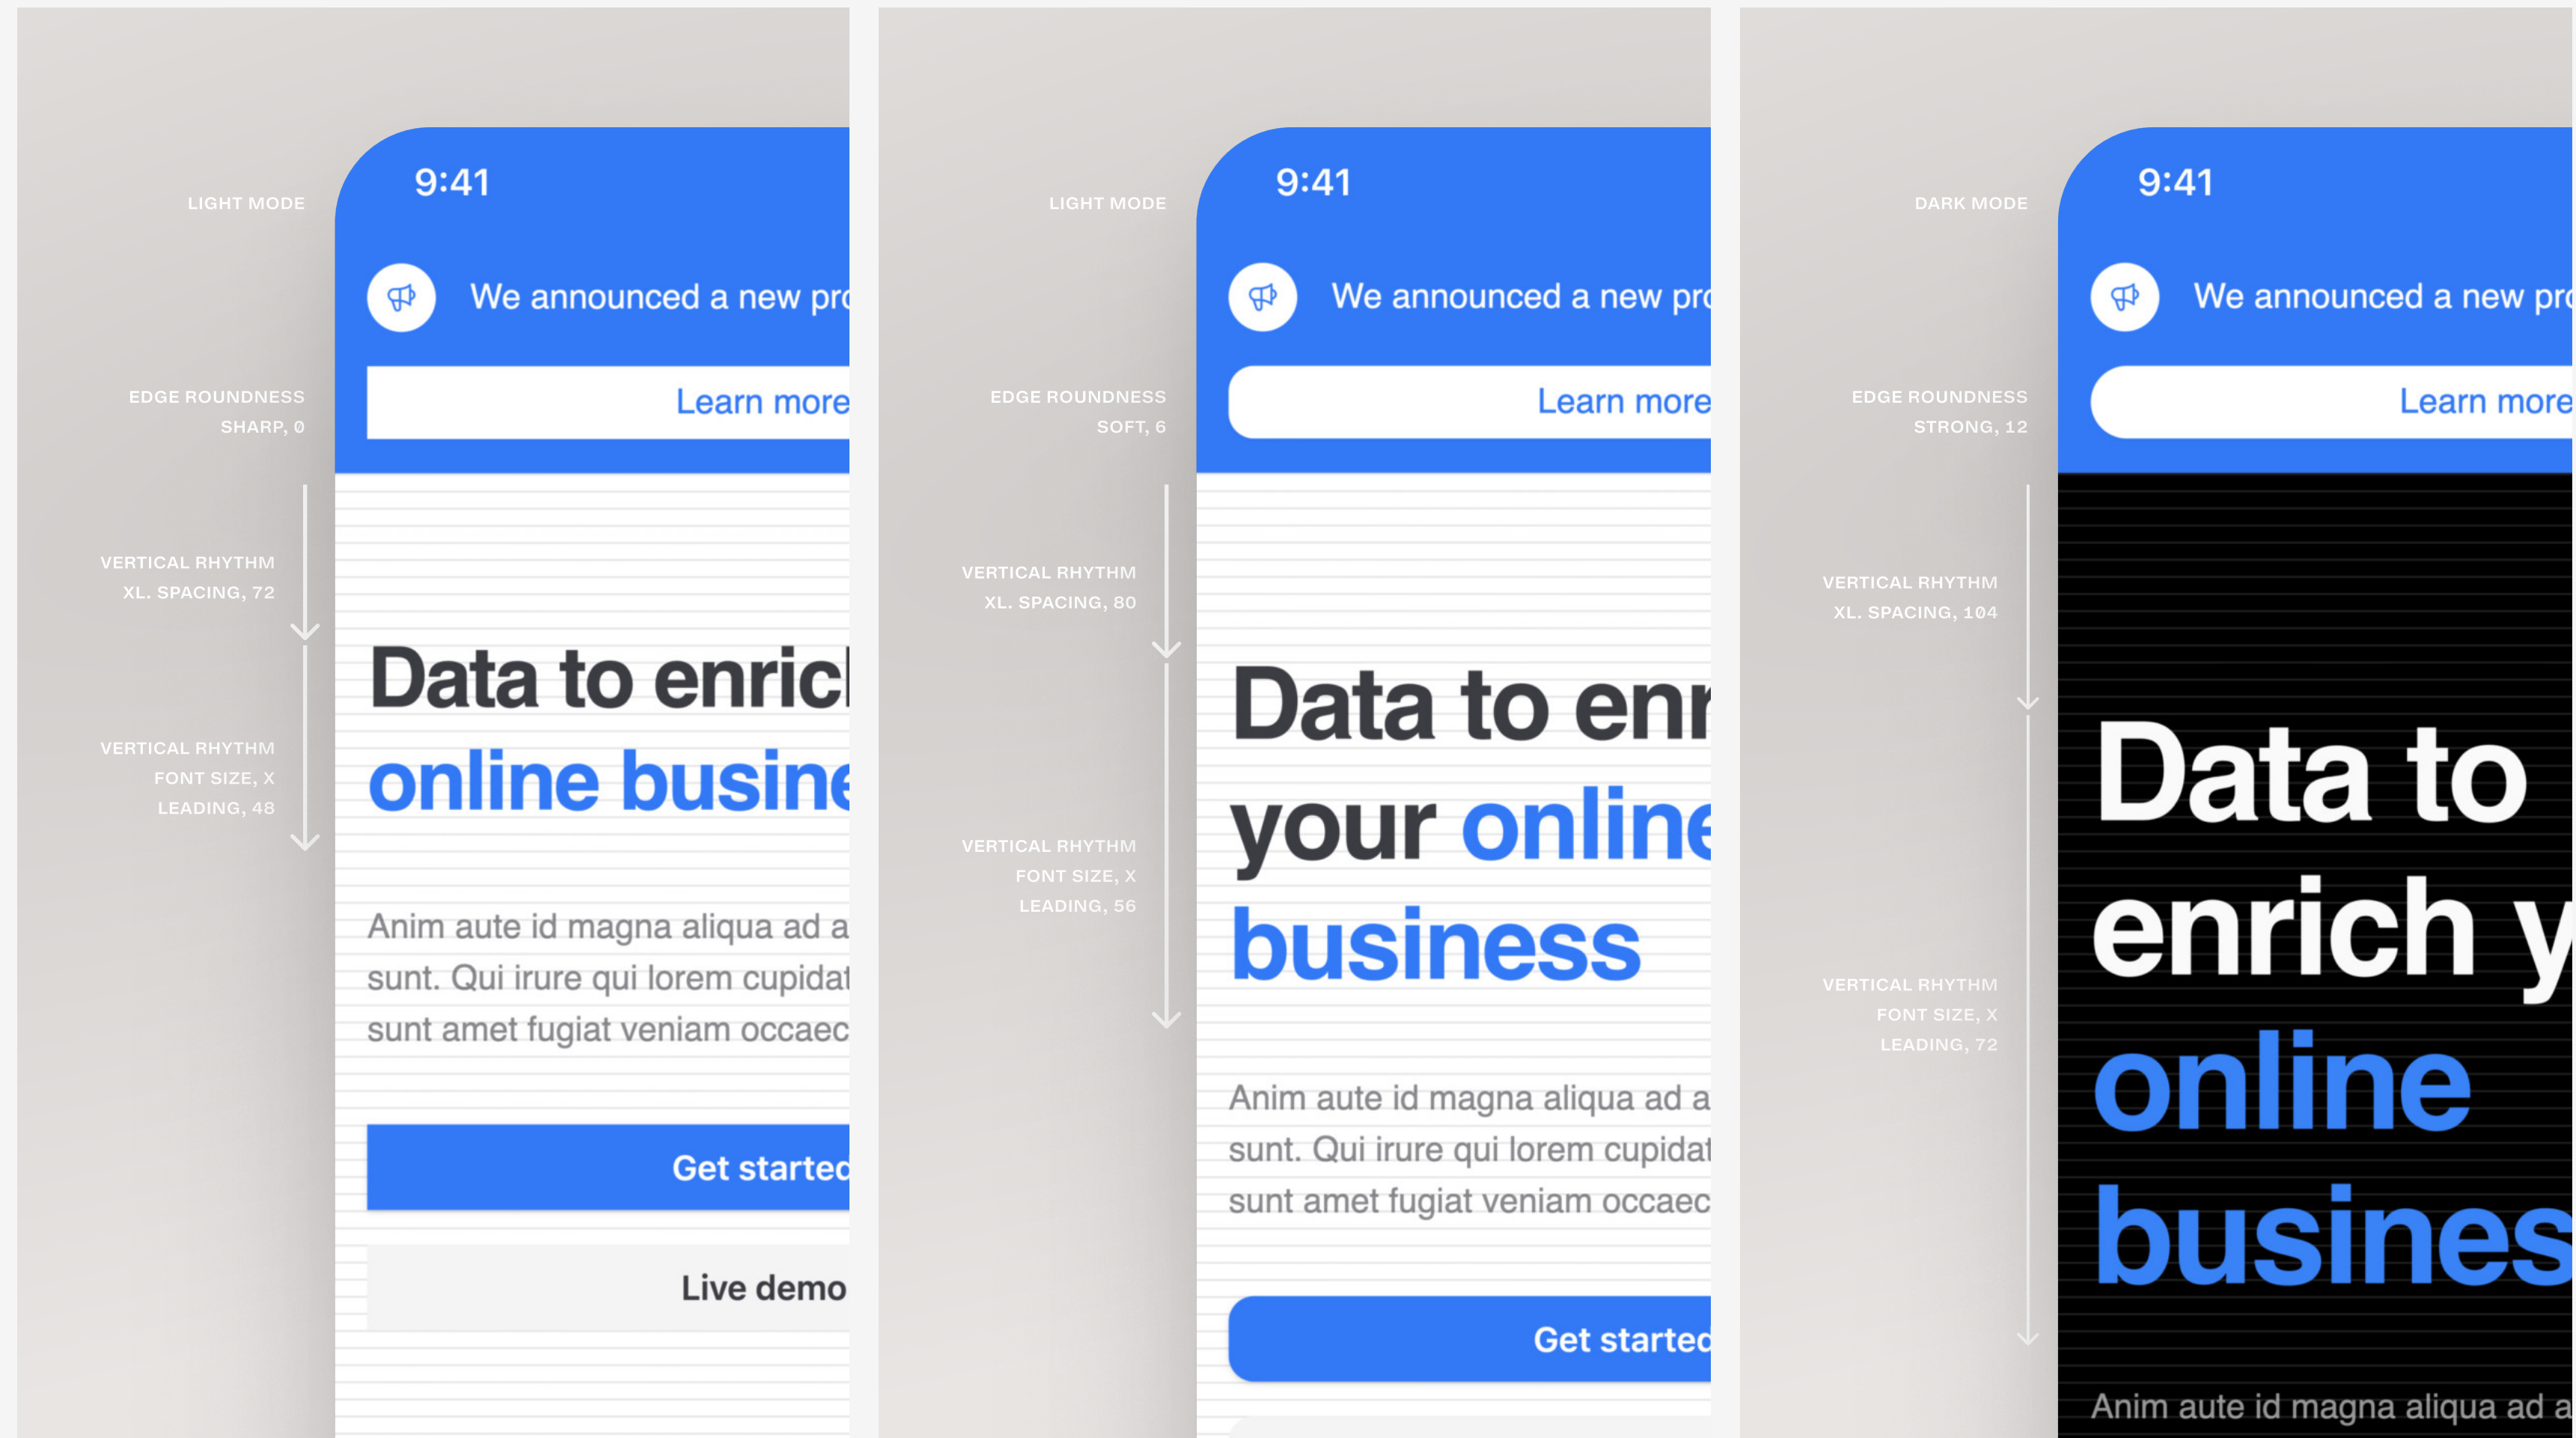 LIGHT MODE
EDGE ROUNDNESS
SHARP, 0
VERTICAL RHYTHM
XL. SPACING, 72
VERTICAL RHYTHM
FONT SIZE, X
LEADING, 48
9:41
We announced a new pro
Learn more
Data to enrich
online busine
Anim aute id magna aliqua ad a
sunt. Qui irure qui lorem cupidat
sunt amet fugiat veniam occaec
Get started
Live demo
LIGHT MODE
EDGE ROUNDNESS
SOFT, 6
VERTICAL RHYTHM
XL. SPACING, 80
VERTICAL RHYTHM
FONT SIZE, X
LEADING, 56
9:41
We announced a new pro
Learn more
Data to enr
your online
business
Anim aute id magna aliqua ad a
sunt. Qui irure qui lorem cupidat
sunt amet fugiat veniam occaec
Get started
DARK MODE
EDGE ROUNDNESS
STRONG, 12
VERTICAL RHYTHM
XL. SPACING, 104
VERTICAL RHYTHM
FONT SIZE, X
LEADING, 72
9:41
We announced a new pro
Learn more
Data to
enrich y
online
busines
Anim aute id magna aliqua ad a